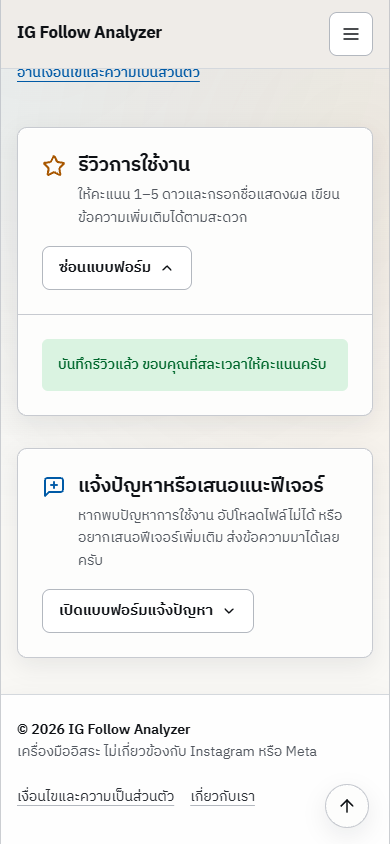 IG Follow Analyzer
อ่านเงื่อนไขและความเป็นส่วนตัว
รีวิวการใช้งาน
ให้คะแนน 1–5 ดาวและกรอกชื่อแสดงผล เขียน
ข้อความเพิ่มเติมได้ตามสะดวก
ซ่อนแบบฟอร์ม
บันทึกรีวิวแล้ว ขอบคุณที่สละเวลาให้คะแนนครับ
แจ้งปัญหาหรือเสนอแนะฟีเจอร์
หากพบปัญหาการใช้งาน อัปโหลดไฟล์ไม่ได้ หรือ
อยากเสนอฟีเจอร์เพิ่มเติม ส่งข้อความมาได้เลย
ครับ
เปิดแบบฟอร์มแจ้งปัญหา
© 2026 IG Follow Analyzer
เครื่องมืออิสระ ไม่เกี่ยวข้องกับ Instagram หรือ Meta
เงื่อนไขและความเป็นส่วนตัว เกี่ยวกับเรา